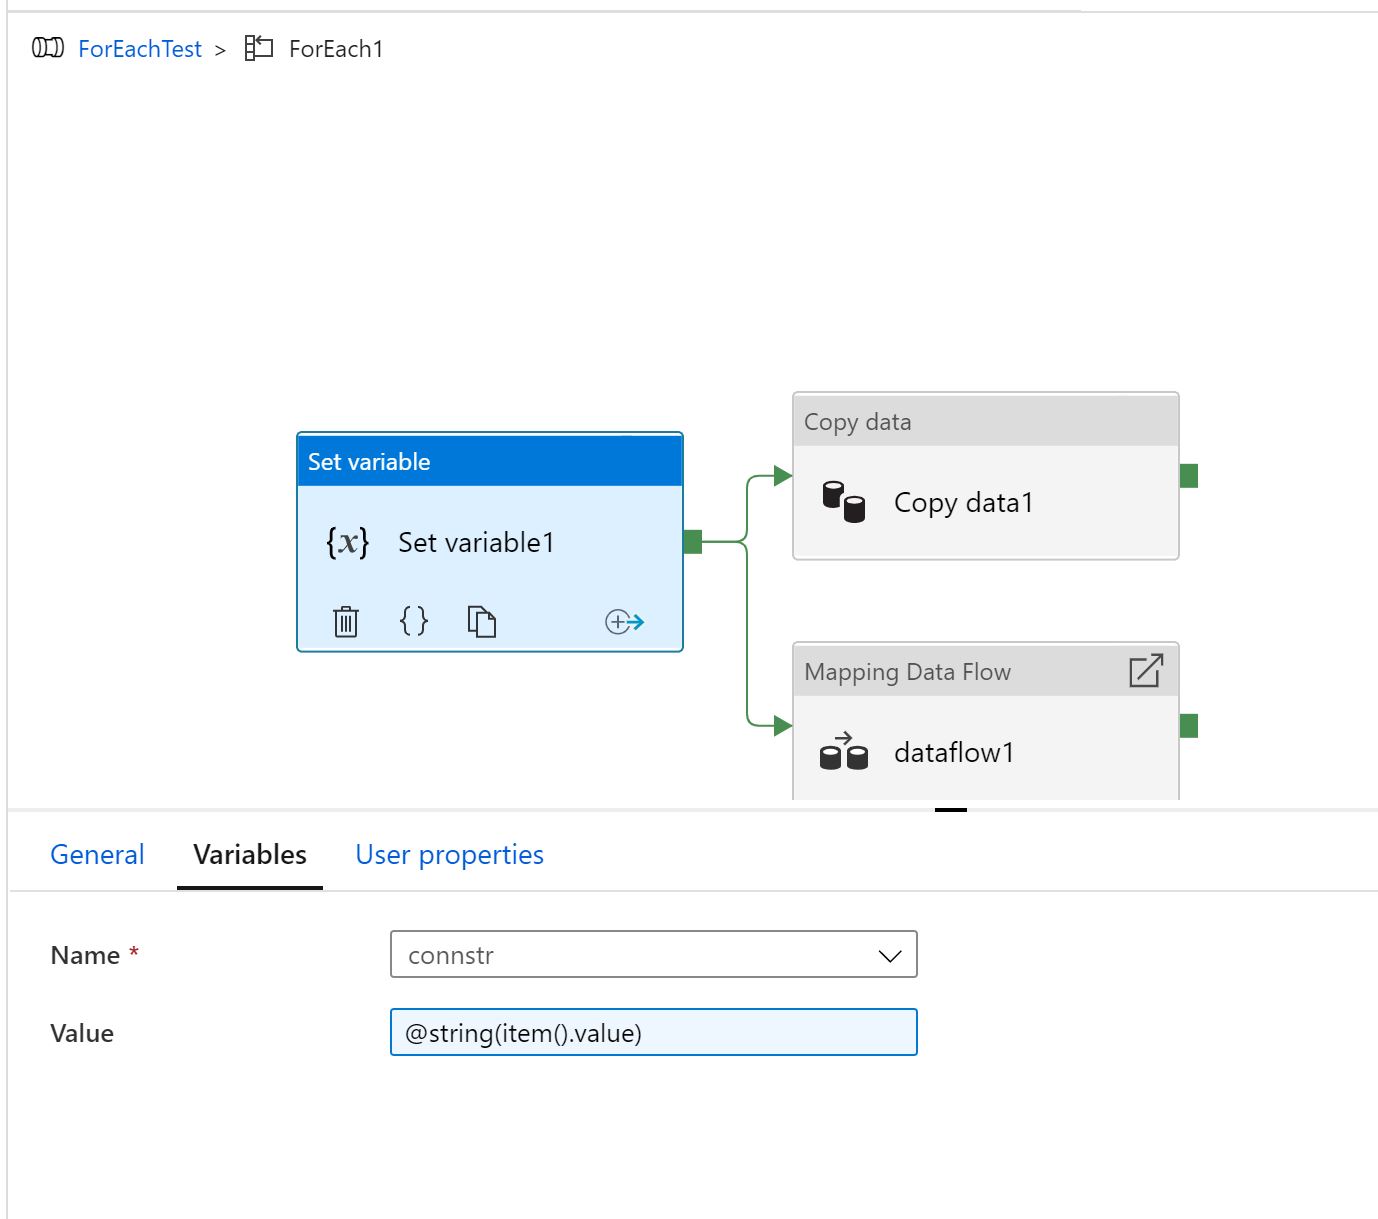 ForEachTest > ForEach1
Copy data
Set variable
Copy data1
{x} Set variable1
{}
Mapping Data Flow
dataflow1
General Variables User properties
Name * connstr
Value @string(item().value)